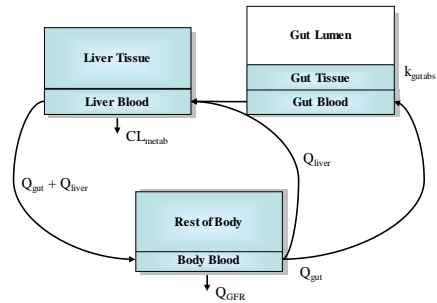 Liver Tissue
Liver Blood
Gut Lumen
Gut Tissue
Gut Blood
k_gutabs
CL_metab
Q_liver
Q_gut + Q_liver
Rest of Body
Body Blood
Q_gut
Q_GFR